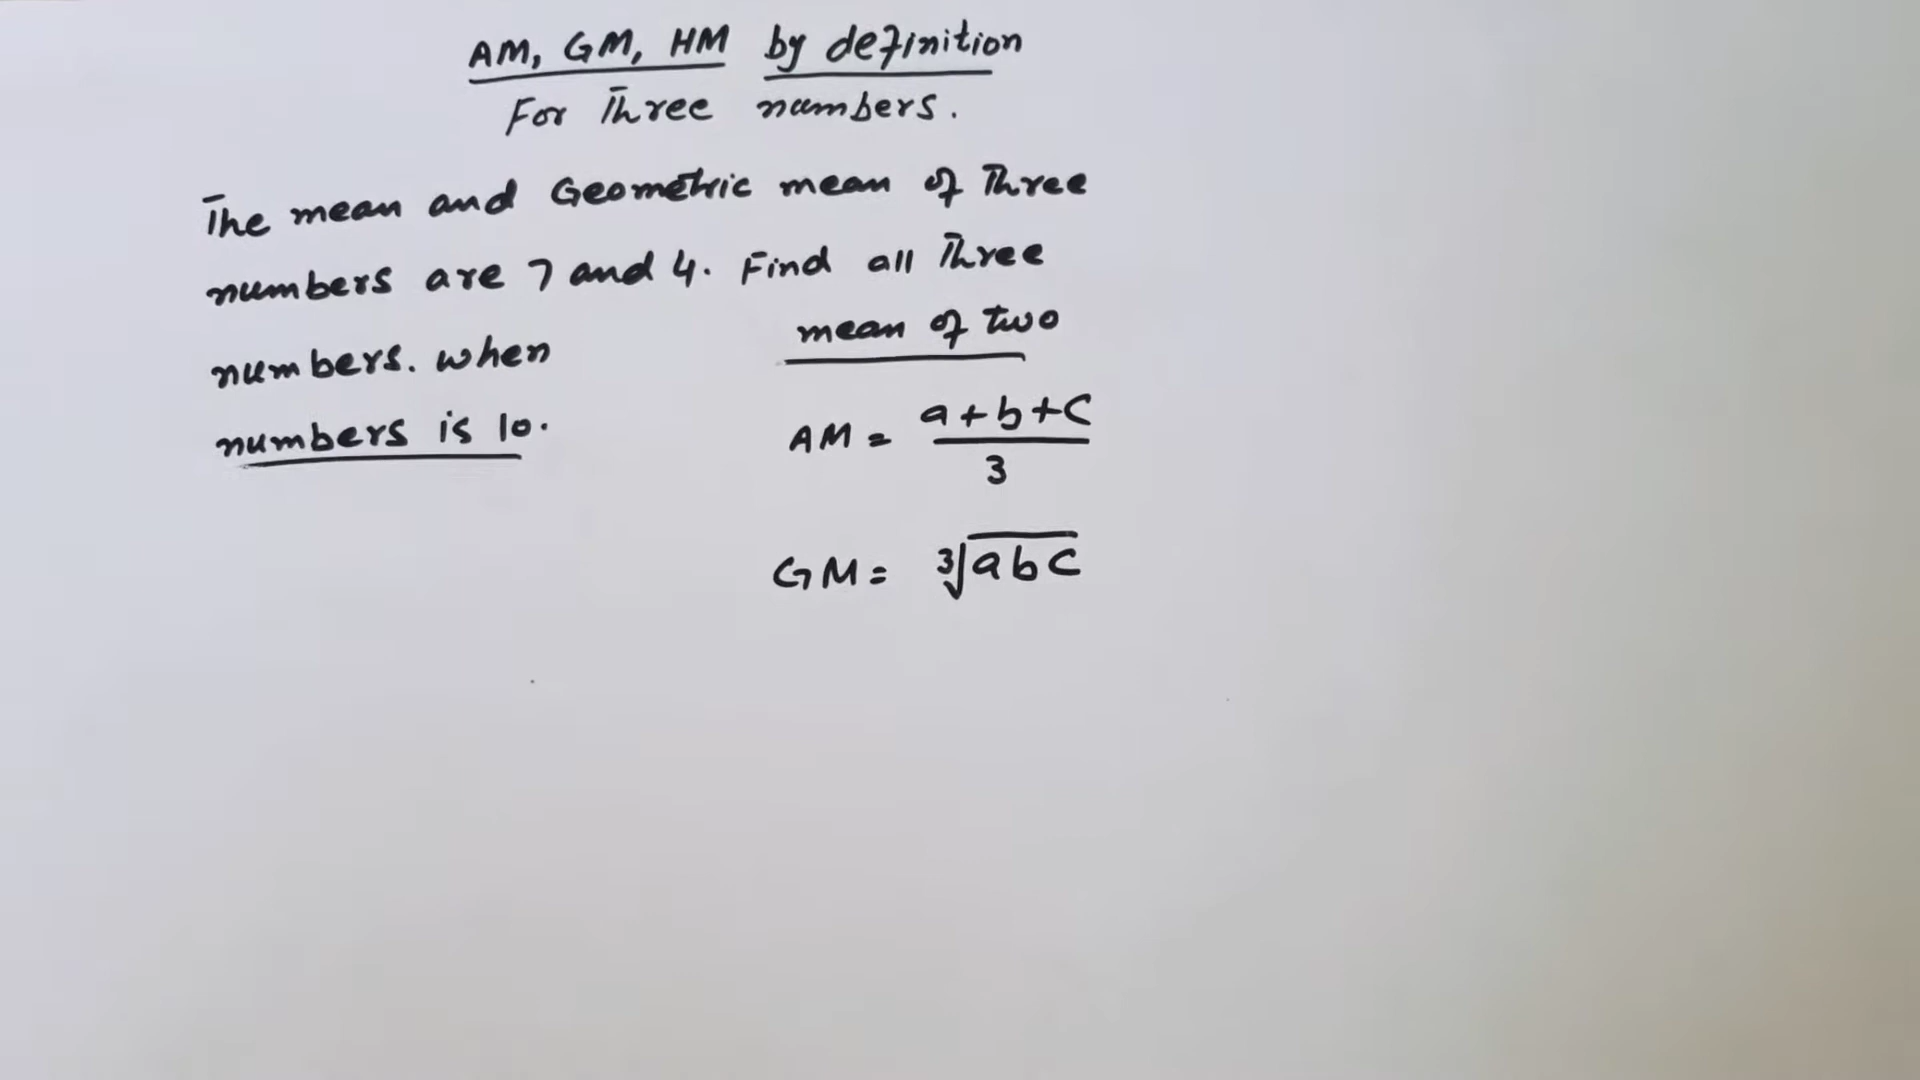 AM, GM, HM by definition
For Three numbers.
The mean and Geometric mean of Three
numbers are 7 and 4. Find all Three
numbers. when mean of two
numbers is 10.
AM = a+b+c/3
GM = ∛abc